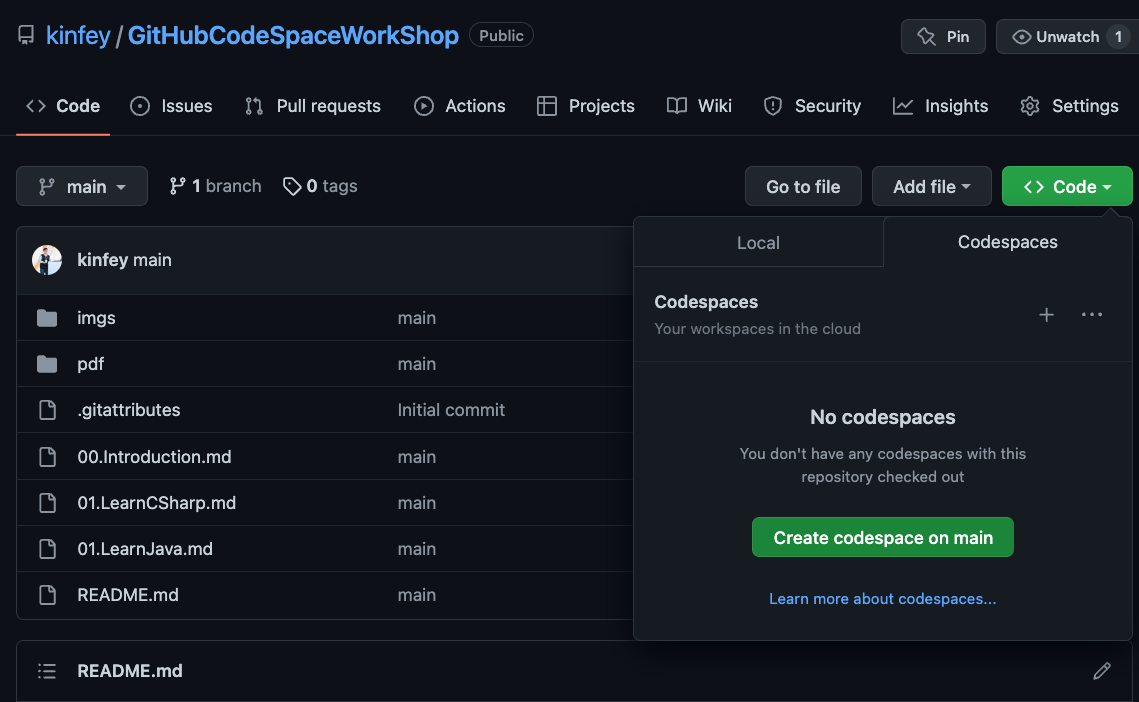 kinfey / GitHubCodeSpaceWorkShop Public Pin Unwatch 1
Code Issues Pull requests Actions Projects Wiki Security Insights Settings
main 1 branch 0 tags Go to file Add file Code
kinfey main
imgs main
pdf main
.gitattributes Initial commit
00.Introduction.md main
01.LearnCSharp.md main
01.LearnJava.md main
README.md main
Local Codespaces
Codespaces
Your workspaces in the cloud
No codespaces
You don't have any codespaces with this
repository checked out
Create codespace on main
Learn more about codespaces...
README.md